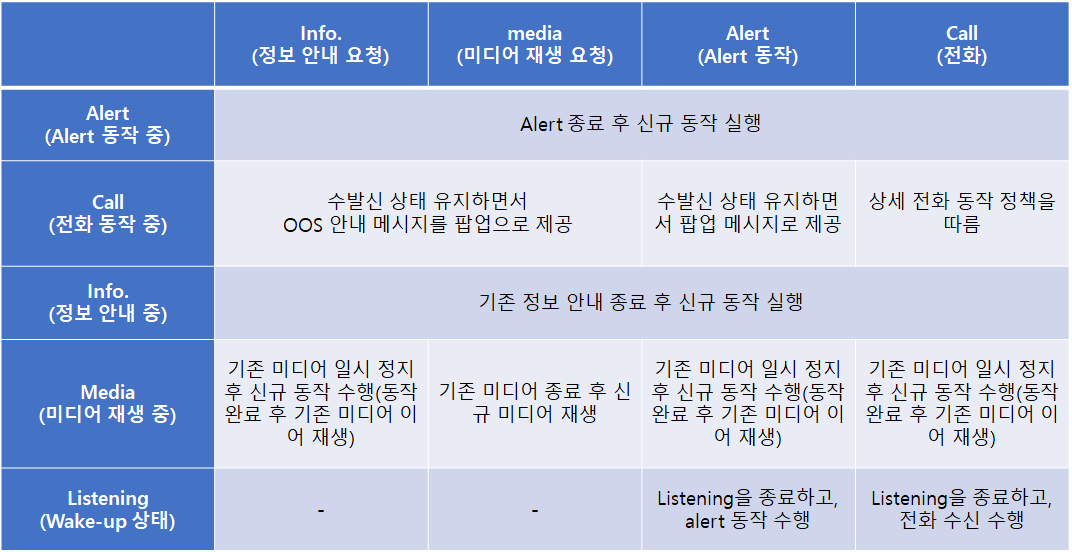 Info.
(정보 안내 요청)
media
(미디어 재생 요청)
Alert
(Alert 동작)
Call
(전화)
Alert
(Alert 동작 중)
Alert 종료 후 신규 동작 실행
Call
(전화 동작 중)
수발신 상태 유지하면서
OOS 안내 메시지를 팝업으로 제공
수발신 상태 유지하면
서 팝업 메시지로 제공
상세 전화 동작 정책을
따름
Info.
(정보 안내 중)
기존 정보 안내 종료 후 신규 동작 실행
Media
(미디어 재생 중)
기존 미디어 일시 정지
후 신규 동작 수행(동작
완료 후 기존 미디어 이
어 재생)
기존 미디어 종료 후 신
규 미디어 재생
기존 미디어 일시 정지
후 신규 동작 수행(동작
완료 후 기존 미디어 이
어 재생)
기존 미디어 일시 정지
후 신규 동작 수행(동작
완료 후 기존 미디어 이
어 재생)
Listening
(Wake-up 상태)
-
-
Listening을 종료하고,
alert 동작 수행
Listening을 종료하고,
전화 수신 수행